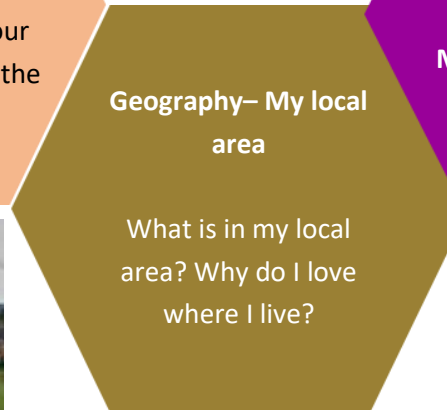 our
the
Geography– My local
area
What is in my local
area? Why do I love
where I live?